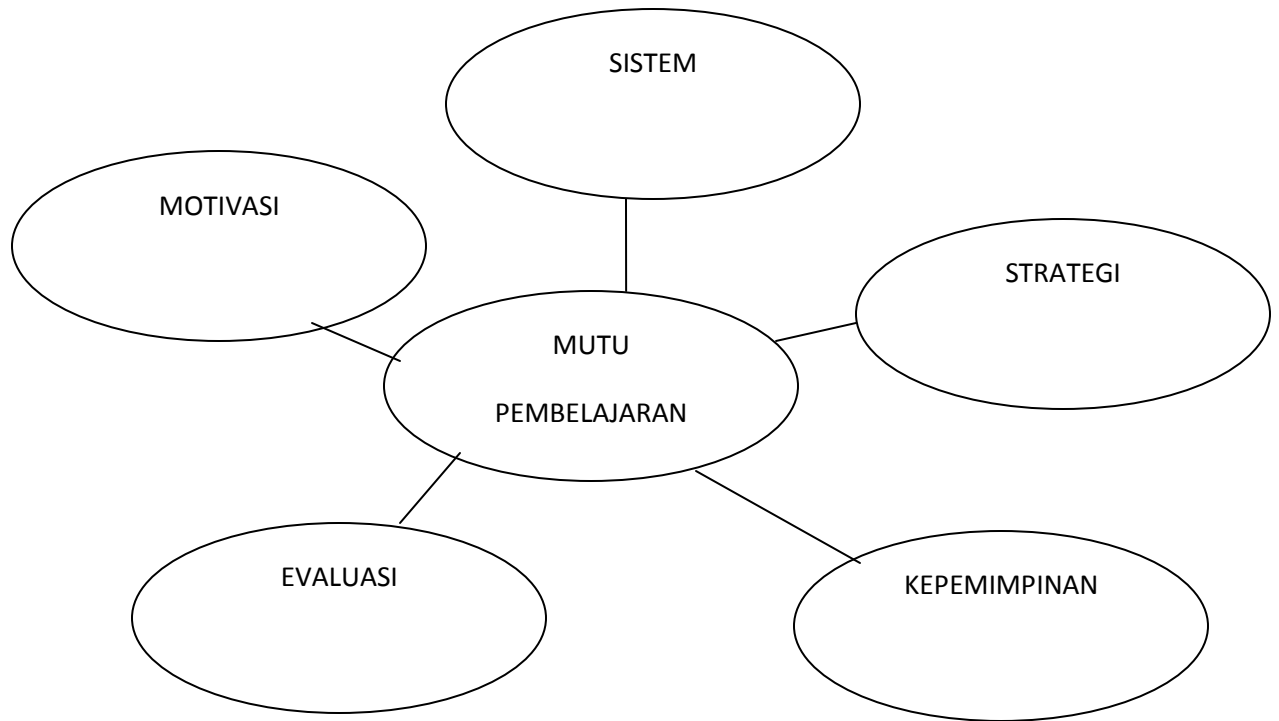 SISTEM
MOTIVASI
STRATEGI
MUTU
PEMBELAJARAN
EVALUASI
KEPEMIMPINAN